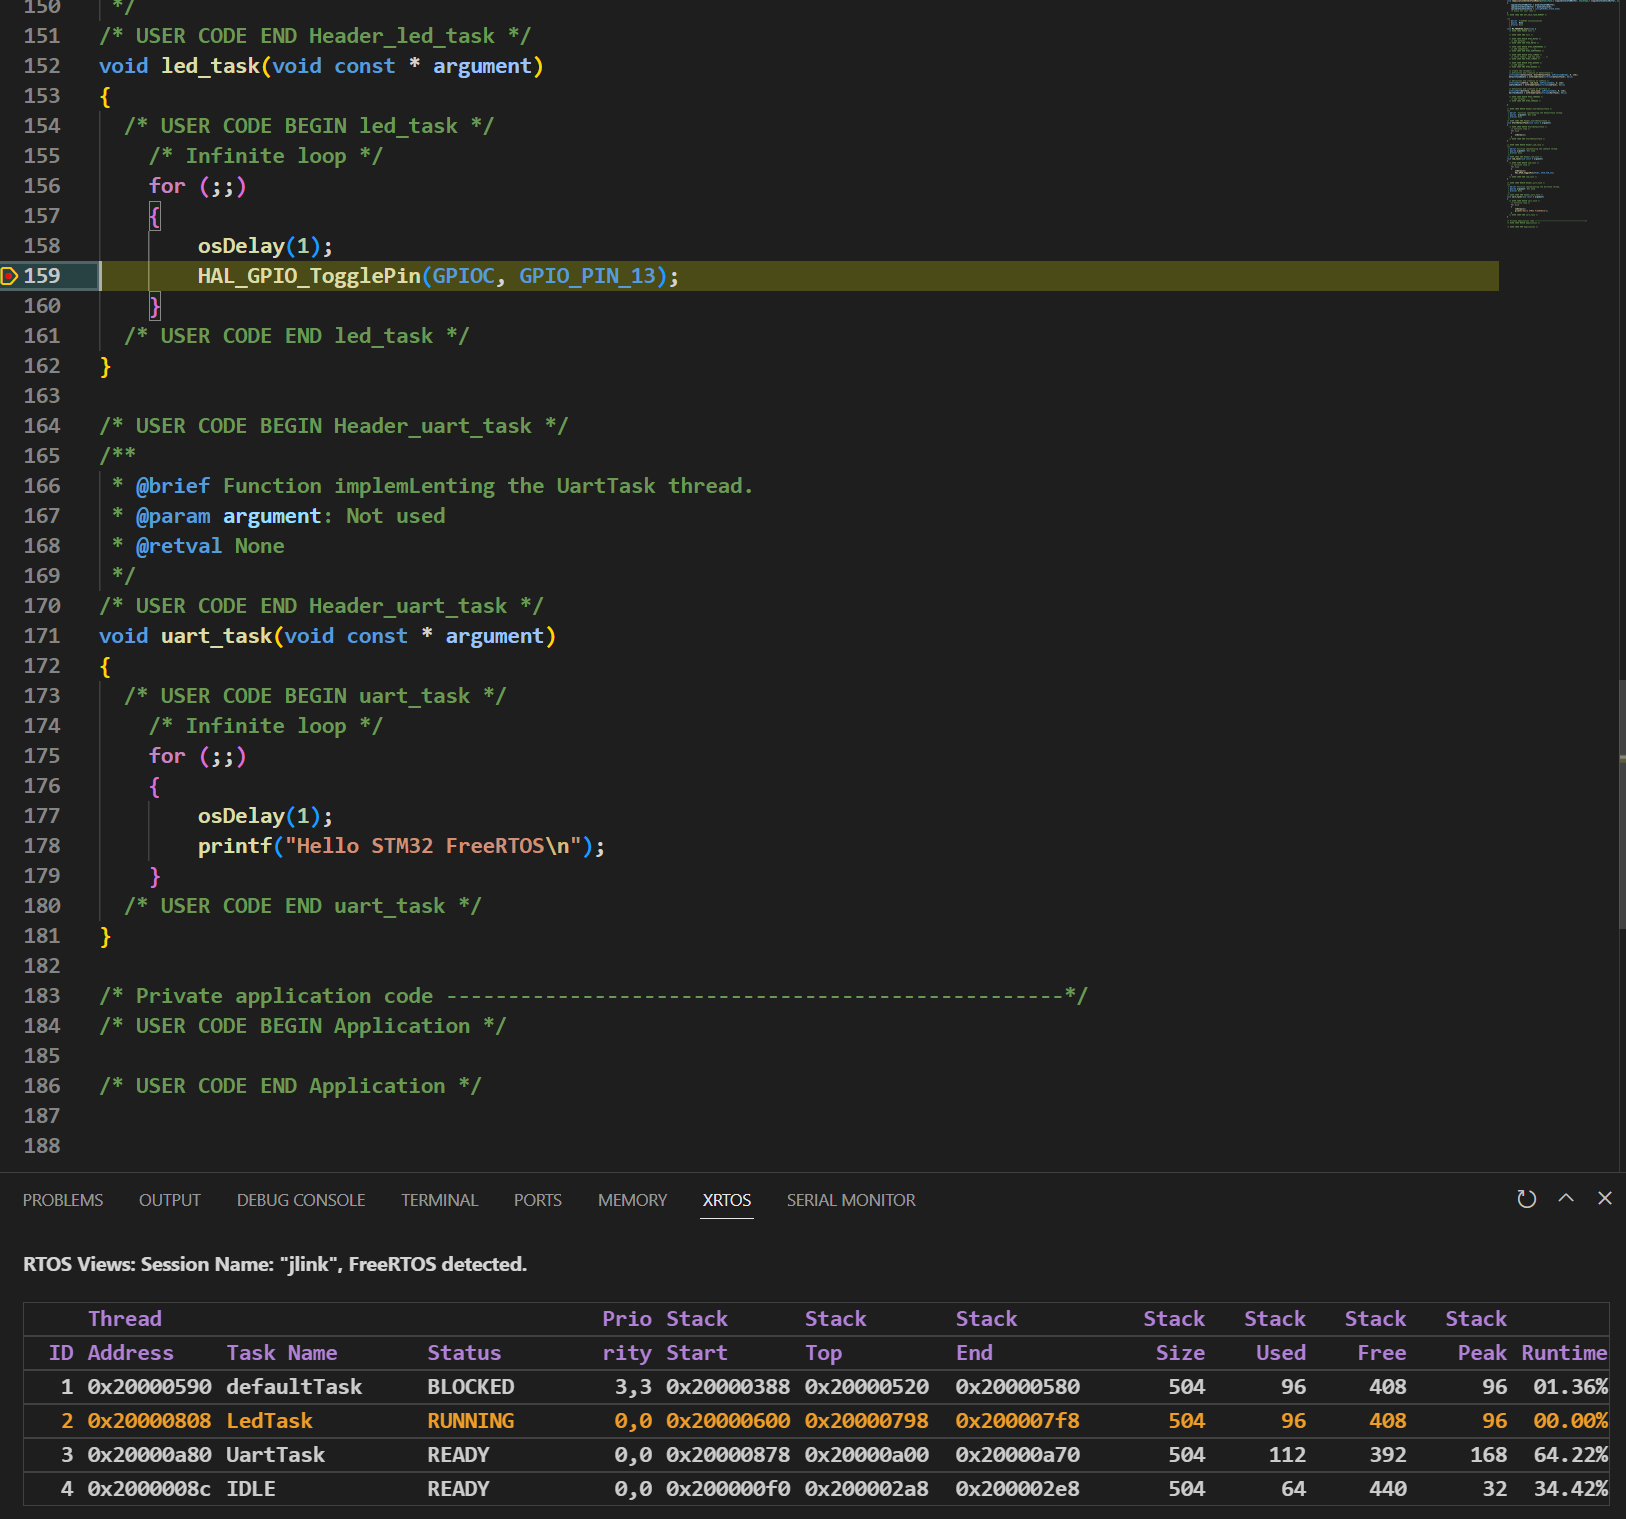 150 */
151 /* USER CODE END Header_led_task */
152 void led_task(void const * argument)
153 {
154 /* USER CODE BEGIN led_task */
155 /* Infinite loop */
156 for (;;)
157 {
158 osDelay(1);
159 HAL_GPIO_TogglePin(GPIOC, GPIO_PIN_13);
160 }
161 /* USER CODE END led_task */
162 }
163
164 /* USER CODE BEGIN Header_uart_task */
165 /**
166 * @brief Function implemLenting the UartTask thread.
167 * @param argument: Not used
168 * @retval None
169 */
170 /* USER CODE END Header_uart_task */
171 void uart_task(void const * argument)
172 {
173 /* USER CODE BEGIN uart_task */
174 /* Infinite loop */
175 for (;;)
176 {
177 osDelay(1);
178 printf("Hello STM32 FreeRTOS\n");
179 }
180 /* USER CODE END uart_task */
181 }
182
183 /* Private application code --------------------------------------------------*/
184 /* USER CODE BEGIN Application */
185
186 /* USER CODE END Application */
187
188
PROBLEMS OUTPUT DEBUG CONSOLE TERMINAL PORTS MEMORY XRTOS SERIAL MONITOR
RTOS Views: Session Name: "jlink", FreeRTOS detected.
Thread Prio Stack Stack Stack Stack Stack Stack Stack
ID Address Task Name Status rity Start Top End Size Used Free Peak Runtime
1 0x20000590 defaultTask BLOCKED 3,3 0x20000388 0x20000520 0x20000580 504 96 408 96 01.36%
2 0x20000808 LedTask RUNNING 0,0 0x20000600 0x20000798 0x200007f8 504 96 408 96 00.00%
3 0x20000a80 UartTask READY 0,0 0x20000878 0x20000a00 0x20000a70 504 112 392 168 64.22%
4 0x2000008c IDLE READY 0,0 0x200000f0 0x200002a8 0x200002e8 504 64 440 32 34.42%